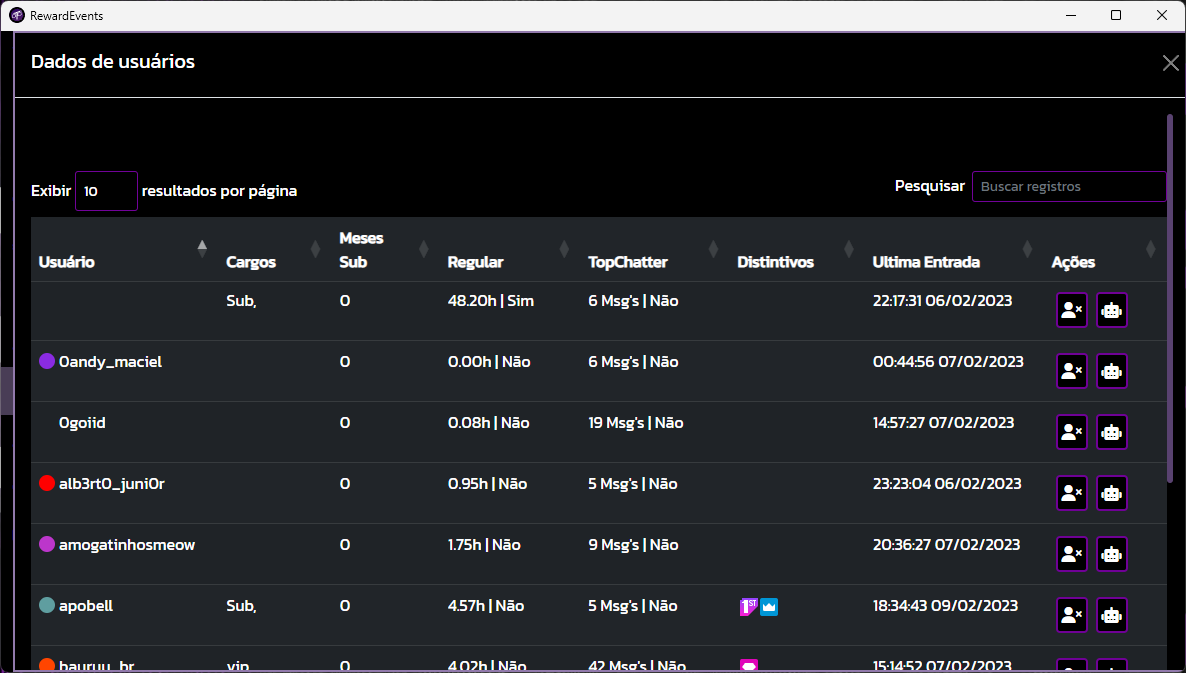 RewardEvents
Dados de usuários
Exibir 10 resultados por página
Pesquisar Buscar registros
Usuário Cargos Meses Sub Regular TopChatter Distintivos Ultima Entrada Ações
Sub, 0 48.20h | Sim 6 Msg's | Não 22:17:31 06/02/2023
0andy_maciel 0 0.00h | Não 6 Msg's | Não 00:44:56 07/02/2023
0goiid 0 0.08h | Não 19 Msg's | Não 14:57:27 07/02/2023
alb3rt0_juni0r 0 0.95h | Não 5 Msg's | Não 23:23:04 06/02/2023
amogatinhosmeow 0 1.75h | Não 9 Msg's | Não 20:36:27 07/02/2023
apobell Sub, 0 4.57h | Não 5 Msg's | Não 1ST 18:34:43 09/02/2023
bauruu_br vip 0 4.02h | Não 42 Msg's | Não 15:14:52 07/02/2023